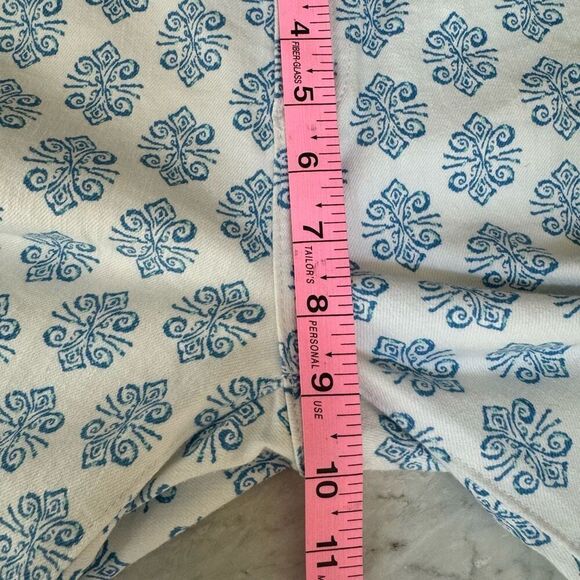 4
FIBER-GLASS
5
6
7
TAILOR'S
8
PERSONAL
9
USE
10
11